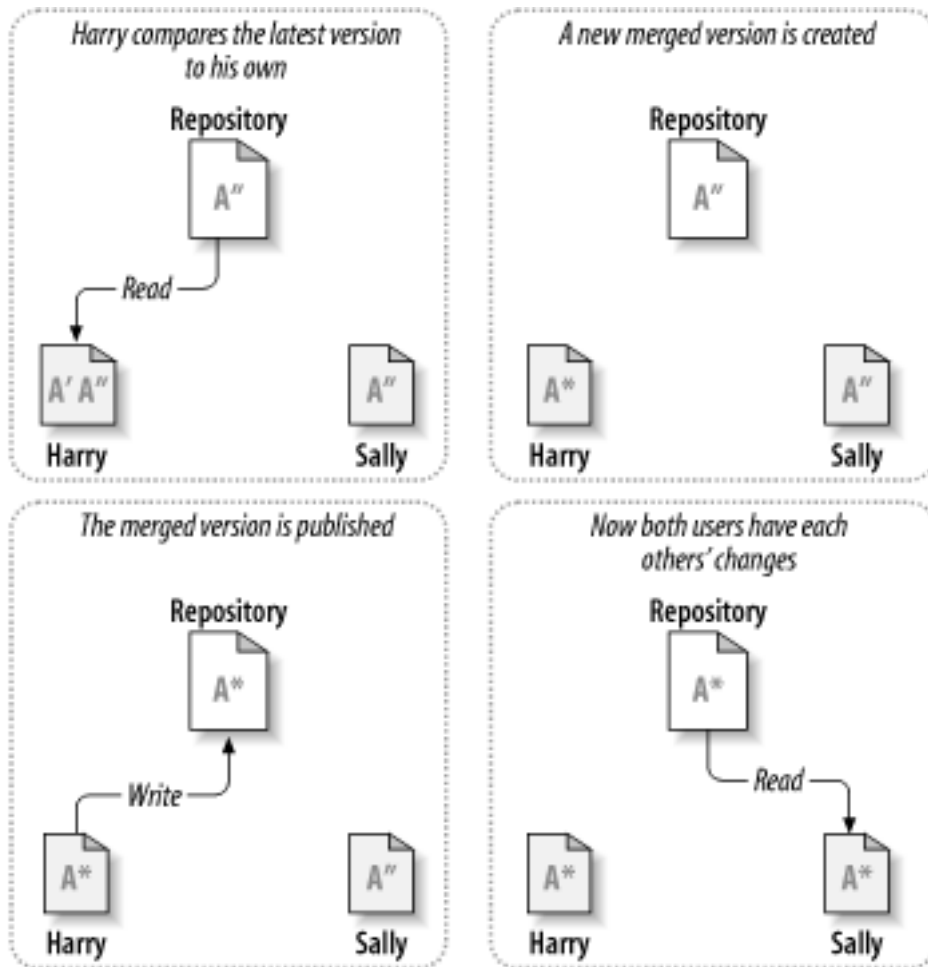 Harry compares the latest version
to his own
Repository
A″
Read
A′ A″
A″
Harry
Sally
A new merged version is created
Repository
A″
A*
A″
Harry
Sally
The merged version is published
Repository
A*
Write
A*
A″
Harry
Sally
Now both users have each
others’ changes
Repository
A*
Read
A*
A*
Harry
Sally